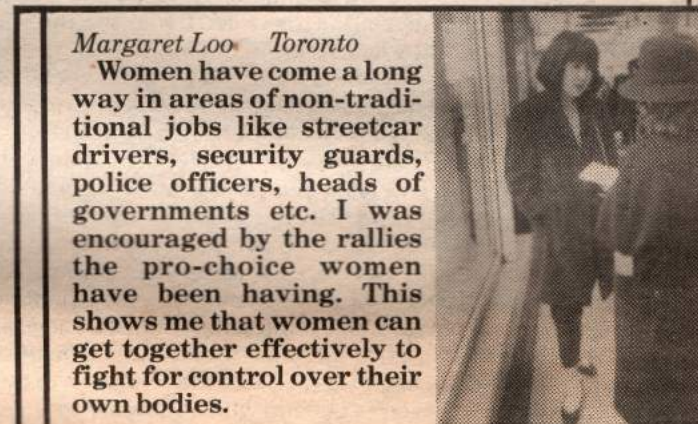 Margaret Loo Toronto
Women have come a long
way in areas of non-tradi-
tional jobs like streetcar
drivers, security guards,
police officers, heads of
governments etc. I was
encouraged by the rallies
the pro-choice women
have been having. This
shows me that women can
get together effectively to
fight for control over their
own bodies.